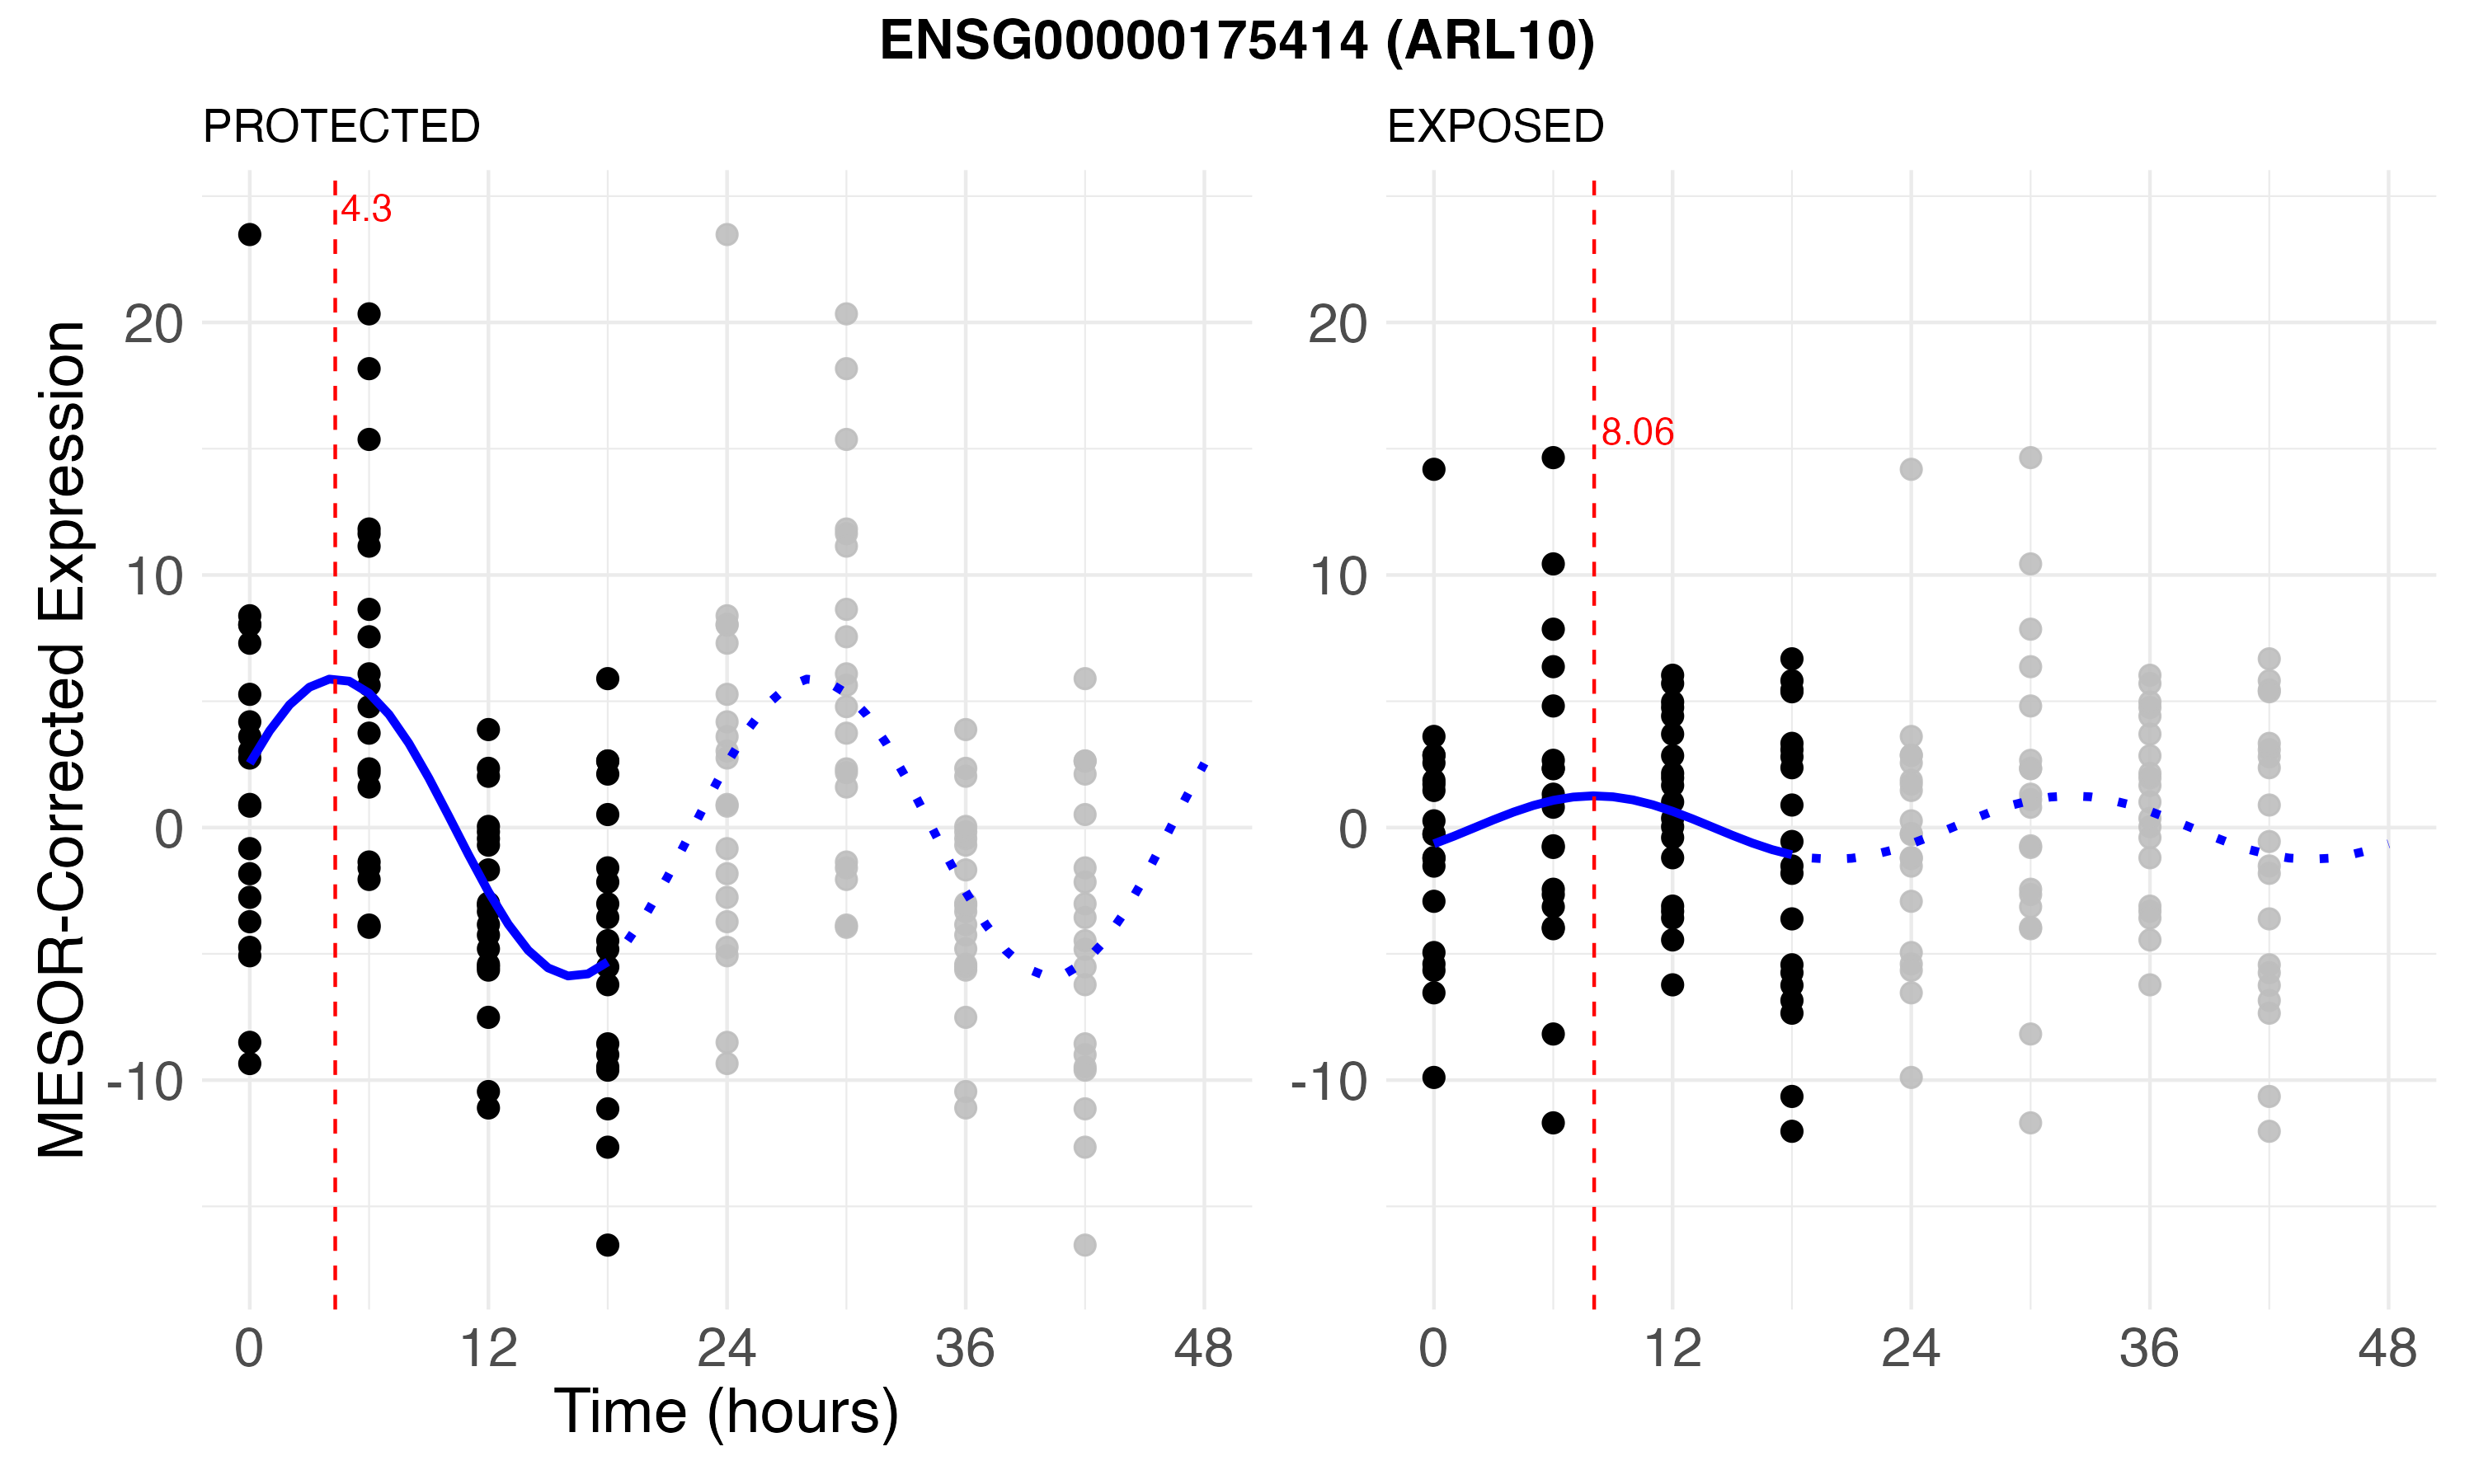 ENSG00000175414 (ARL10)
PROTECTED
EXPOSED
MESOR-Corrected Expression
20
10
0
-10
4.3
0 12 24 36 48
Time (hours)
20
10
0
-10
8.06
0 12 24 36 48